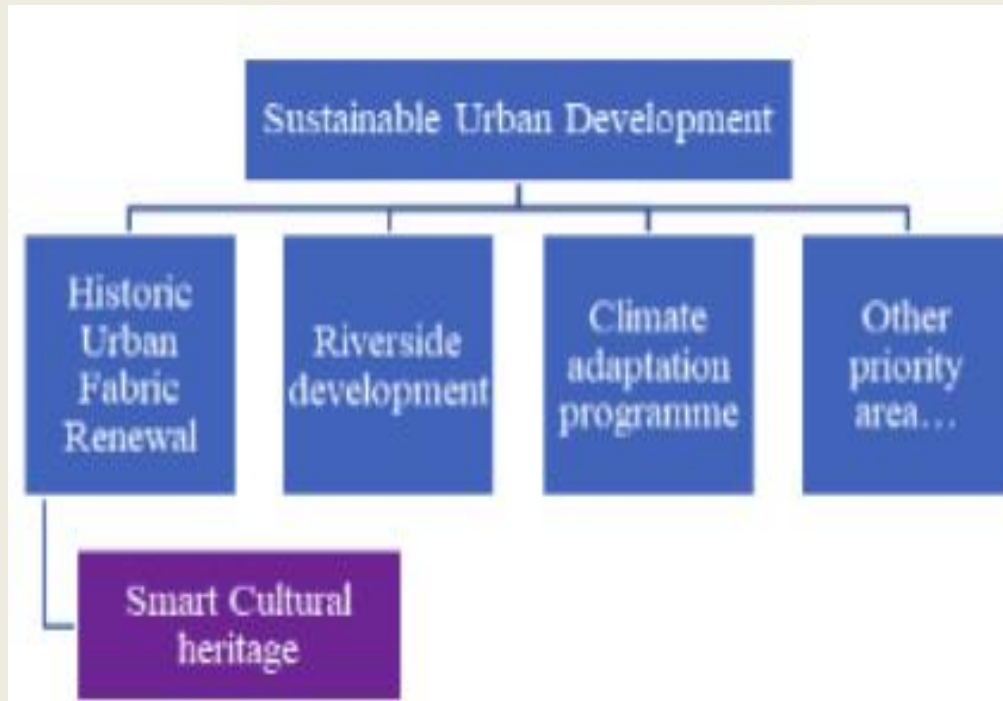 Sustainable Urban Development
Historic
Urban
Fabric
Renewal
Riverside
development
Climate
adaptation
programme
Other
priority
area…
Smart Cultural
heritage